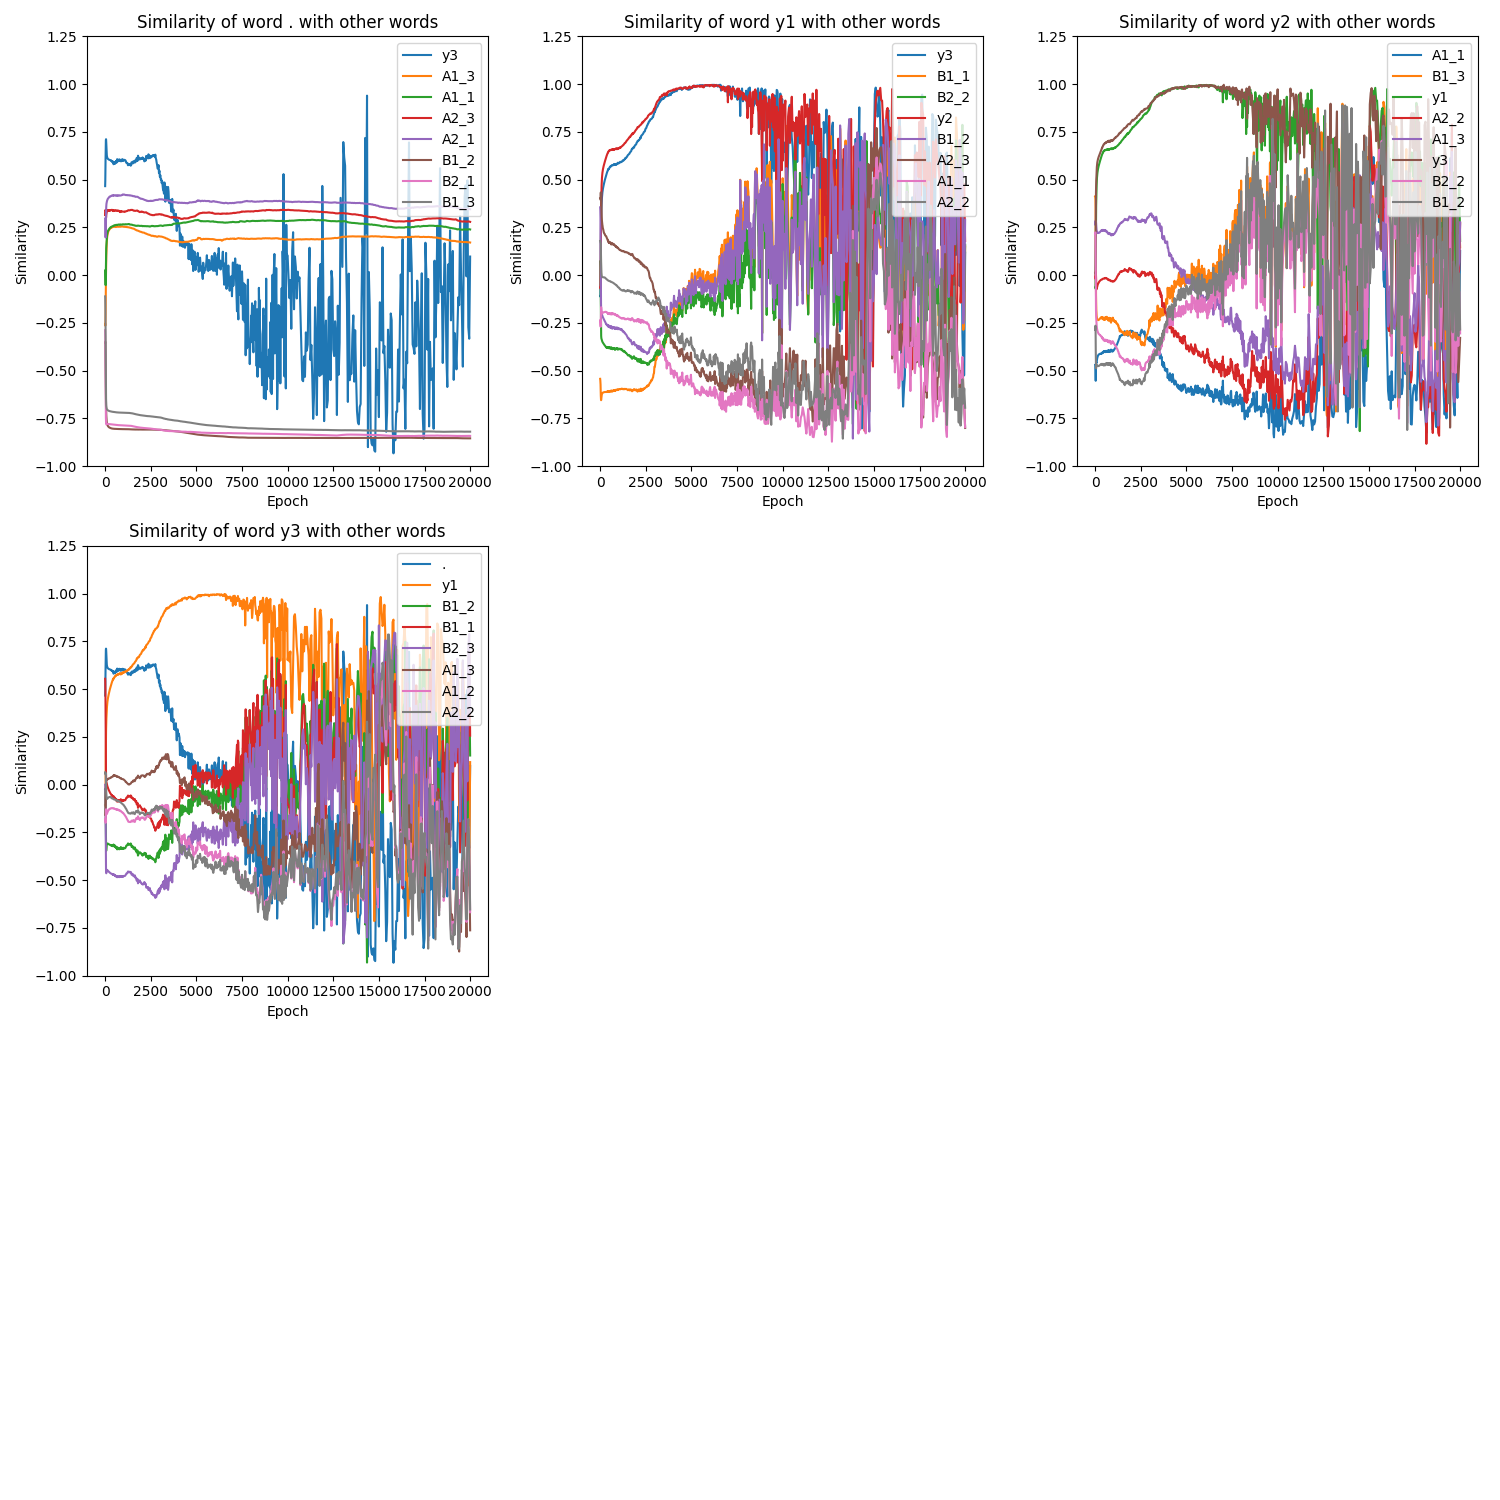 Similarity of word . with other words
1.25
1.00
0.75
0.50
0.25
0.00
−0.25
−0.50
−0.75
−1.00
Similarity
0 2500 5000 7500 10000 12500 15000 17500 20000
Epoch
y3
A1_3
A1_1
A2_3
A2_1
B1_2
B2_1
B1_3
Similarity of word y1 with other words
1.25
1.00
0.75
0.50
0.25
0.00
−0.25
−0.50
−0.75
−1.00
Similarity
0 2500 5000 7500 10000 12500 15000 17500 20000
Epoch
y3
B1_1
B2_2
y2
B1_2
A2_3
A1_1
A2_2
Similarity of word y2 with other words
1.25
1.00
0.75
0.50
0.25
0.00
−0.25
−0.50
−0.75
−1.00
Similarity
0 2500 5000 7500 10000 12500 15000 17500 20000
Epoch
A1_1
B1_3
y1
A2_2
A1_3
y3
B2_2
B1_2
Similarity of word y3 with other words
1.25
1.00
0.75
0.50
0.25
0.00
−0.25
−0.50
−0.75
−1.00
Similarity
0 2500 5000 7500 10000 12500 15000 17500 20000
Epoch
.
y1
B1_2
B1_1
B2_3
A1_3
A1_2
A2_2